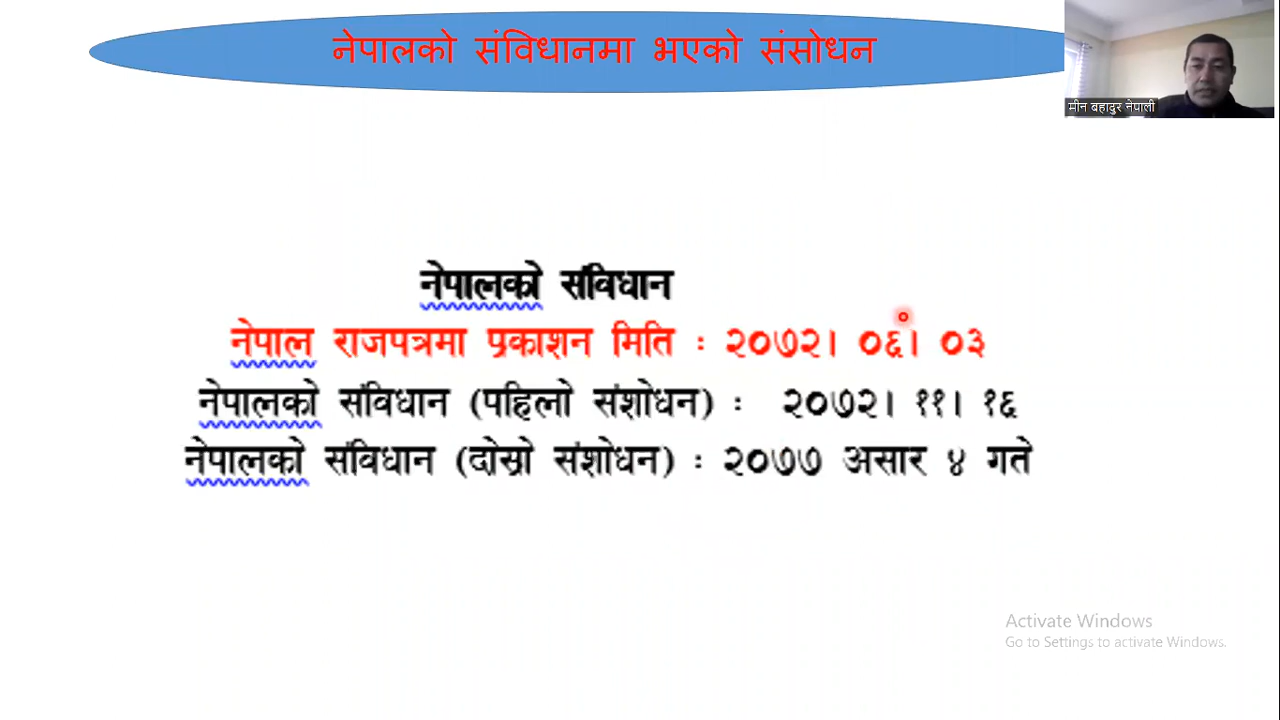 नेपालको संविधानमा भएको संसोधन
मीन बहादुर नेपाली
नेपालको संविधान
नेपाल राजपत्रमा प्रकाशन मिति : २०७२। ०६। ०३
नेपालको संविधान (पहिलो संशोधन) : २०७२। ११। १६
नेपालको संविधान (दोस्रो संशोधन) : २०७७ असार ४ गते
Activate Windows
Go to Settings to activate Windows.